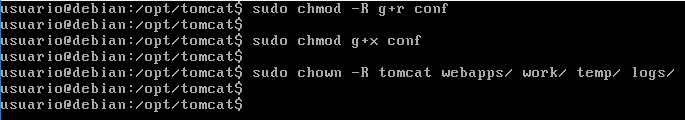 usuario@debian:/opt/tomcat$ sudo chmod -R g+r conf
usuario@debian:/opt/tomcat$
usuario@debian:/opt/tomcat$ sudo chmod g+x conf
usuario@debian:/opt/tomcat$
usuario@debian:/opt/tomcat$ sudo chown -R tomcat webapps/ work/ temp/ logs/
usuario@debian:/opt/tomcat$
usuario@debian:/opt/tomcat$